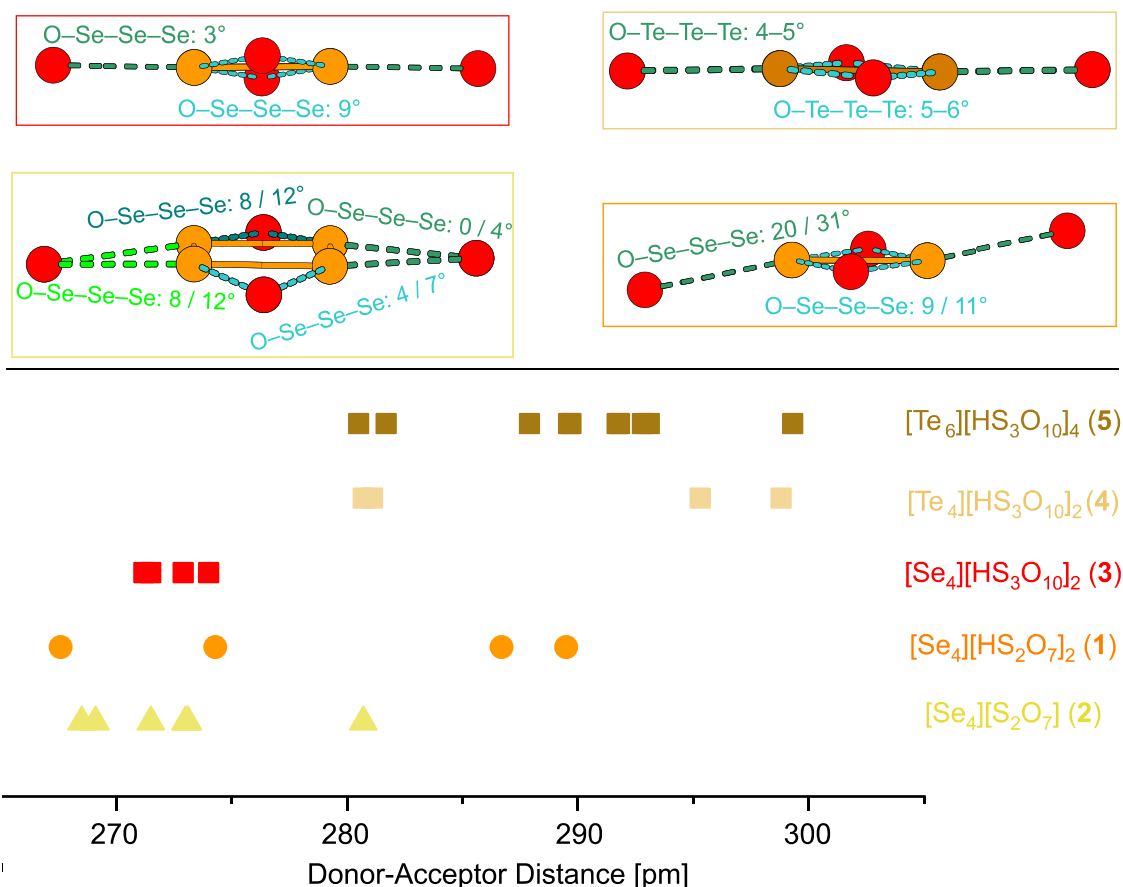 O–Se–Se–Se: 3°
O–Se–Se–Se: 9°
O–Te–Te–Te: 4–5°
O–Te–Te–Te: 5–6°
O–Se–Se–Se: 8 / 12°
O–Se–Se–Se: 0 / 4°
O–Se–Se–Se: 8 / 12°
O–Se–Se–Se: 4 / 7°
O–Se–Se–Se: 20 / 31°
O–Se–Se–Se: 9 / 11°
[Te₆][HS₃O₁₀]₄ (5)
[Te₄][HS₃O₁₀]₂ (4)
[Se₄][HS₃O₁₀]₂ (3)
[Se₄][HS₂O₇]₂ (1)
[Se₄][S₂O₇] (2)
270 280 290 300
Donor-Acceptor Distance [pm]